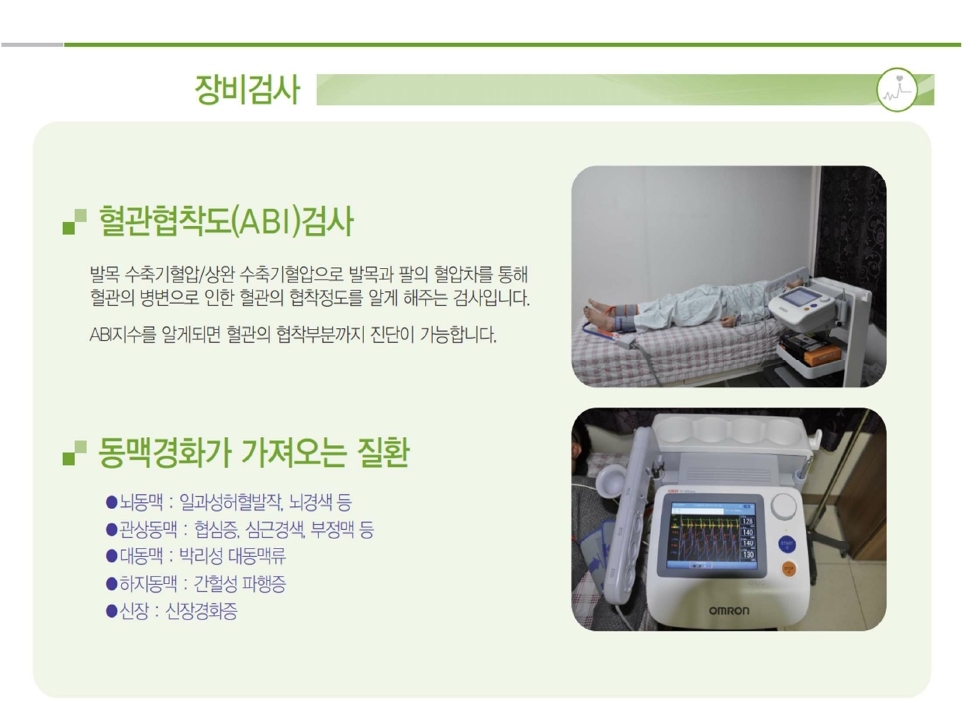 장비검사
혈관협착도(ABI)검사
발목 수축기혈압/상완 수축기혈압으로 발목과 팔의 혈압차를 통해
혈관의 병변으로 인한 혈관의 협착정도를 알게 해주는 검사입니다.
ABI지수를 알게되면 혈관의 협착부분까지 진단이 가능합니다.
동맥경화가 가져오는 질환
●뇌동맥 : 일과성허혈발작, 뇌경색 등
●관상동맥 : 협심증, 심근경색, 부정맥 등
●대동맥 : 박리성 대동맥류
●하지동맥 : 간헐성 파행증
●신장 : 신장경화증
128
140
140
130
OMRON